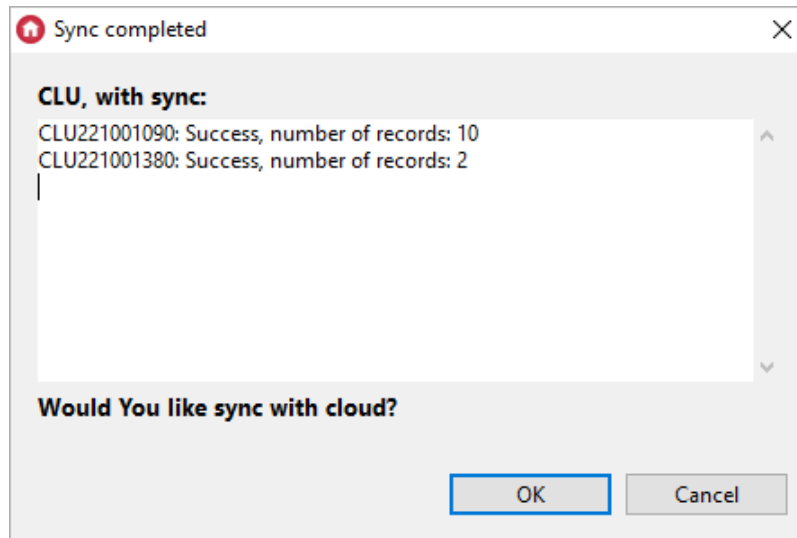 Sync completed
CLU, with sync:
CLU221001090: Success, number of records: 10
CLU221001380: Success, number of records: 2
Would You like sync with cloud?
OK
Cancel